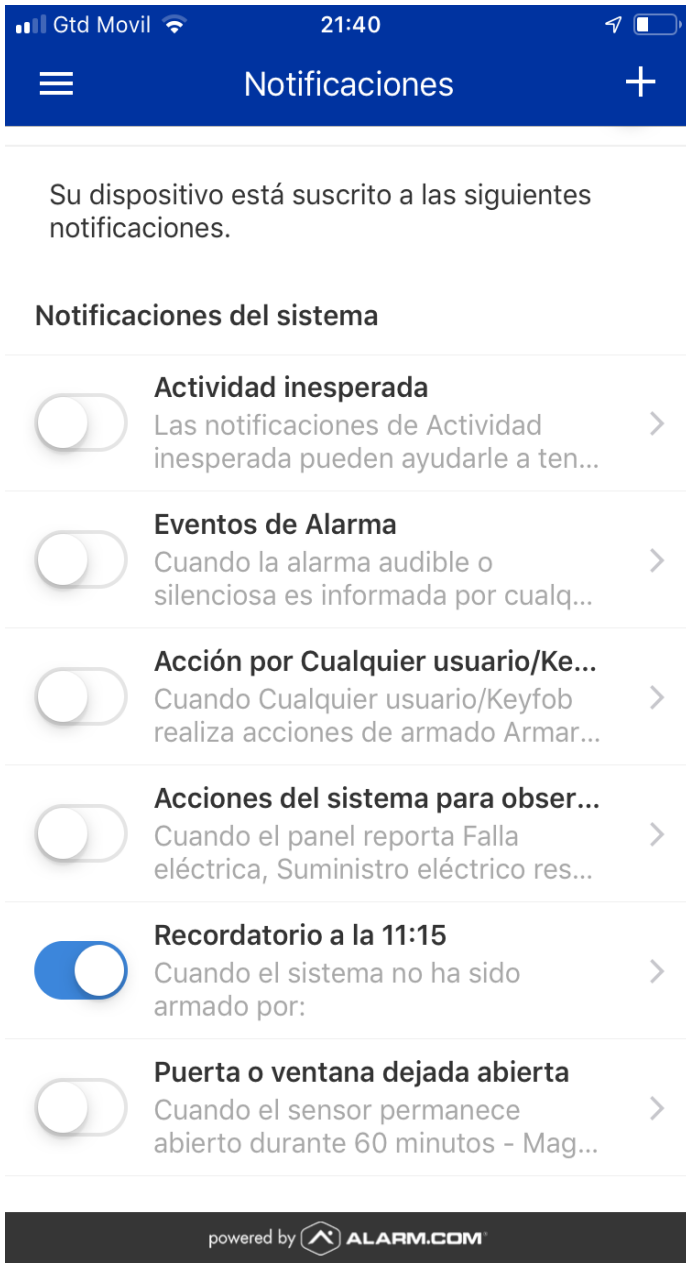 Gtd Movil
21:40
Notificaciones
Su dispositivo está suscrito a las siguientes
notificaciones.
Notificaciones del sistema
Actividad inesperada
Las notificaciones de Actividad
inesperada pueden ayudarle a ten...
Eventos de Alarma
Cuando la alarma audible o
silenciosa es informada por cualq...
Acción por Cualquier usuario/Ke...
Cuando Cualquier usuario/Keyfob
realiza acciones de armado Armar...
Acciones del sistema para obser...
Cuando el panel reporta Falla
eléctrica, Suministro eléctrico res...
Recordatorio a la 11:15
Cuando el sistema no ha sido
armado por:
Puerta o ventana dejada abierta
Cuando el sensor permanece
abierto durante 60 minutos - Mag...
powered by ALARM.COM